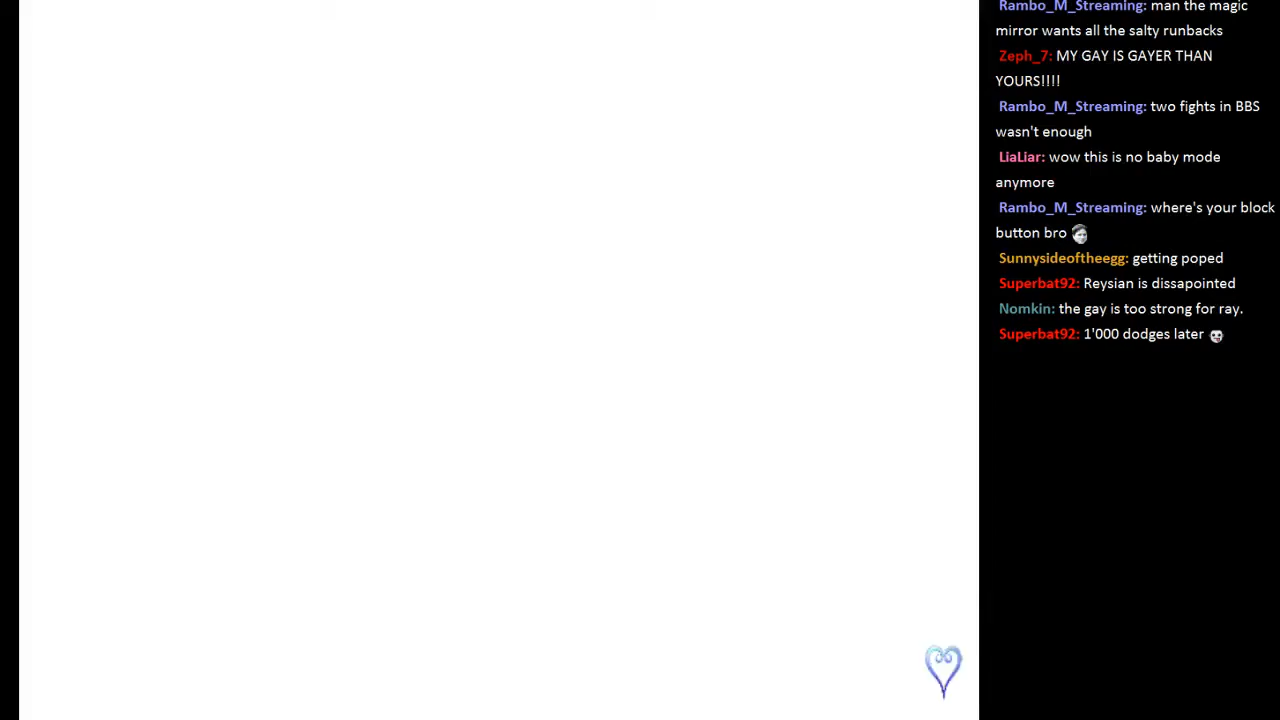 Rambo_M_Streaming: man the magic
mirror wants all the salty runbacks
Zeph_7: MY GAY IS GAYER THAN
YOURS!!!!
Rambo_M_Streaming: two fights in BBS
wasn't enough
LiaLiar: wow this is no baby mode
anymore
Rambo_M_Streaming: where's your block
button bro
Sunnysideoftheegg: getting poped
Superbat92: Reysian is dissapointed
Nomkin: the gay is too strong for ray.
Superbat92: 1'000 dodges later